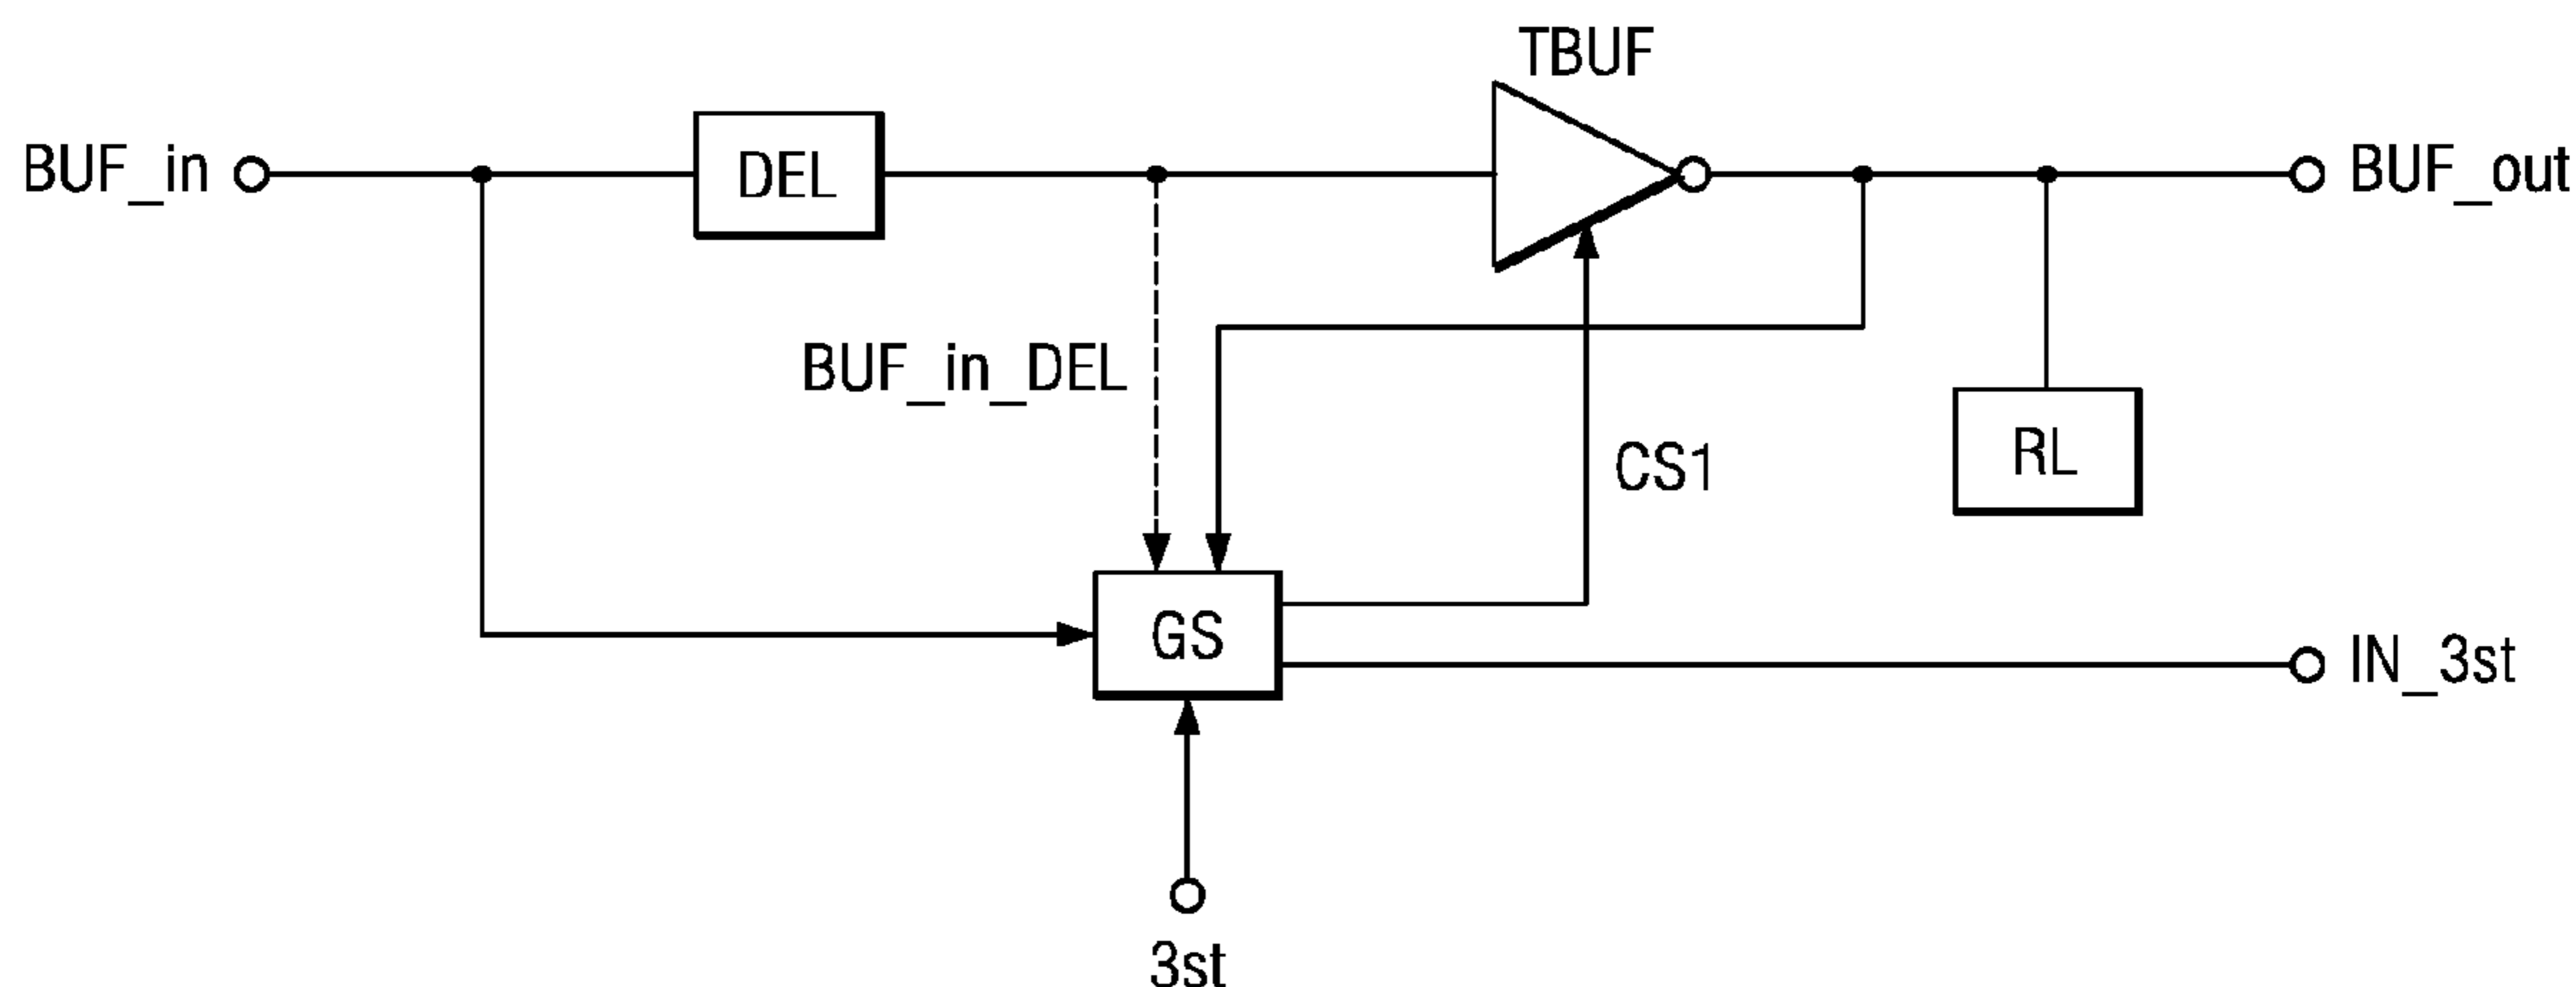 TBUF
BUF_in
DEL
BUF_out
BUF_in_DEL
CS1
RL
GS
IN_3st
3st